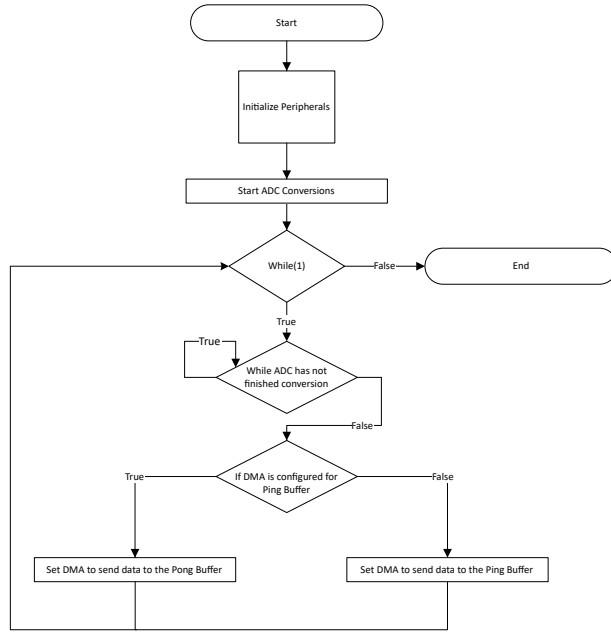 Start
Initialize Peripherals
Start ADC Conversions
While(1)
False
End
True
True
While ADC has not
finished conversion
False
If DMA is configured for
Ping Buffer
True
False
Set DMA to send data to the Pong Buffer
Set DMA to send data to the Ping Buffer